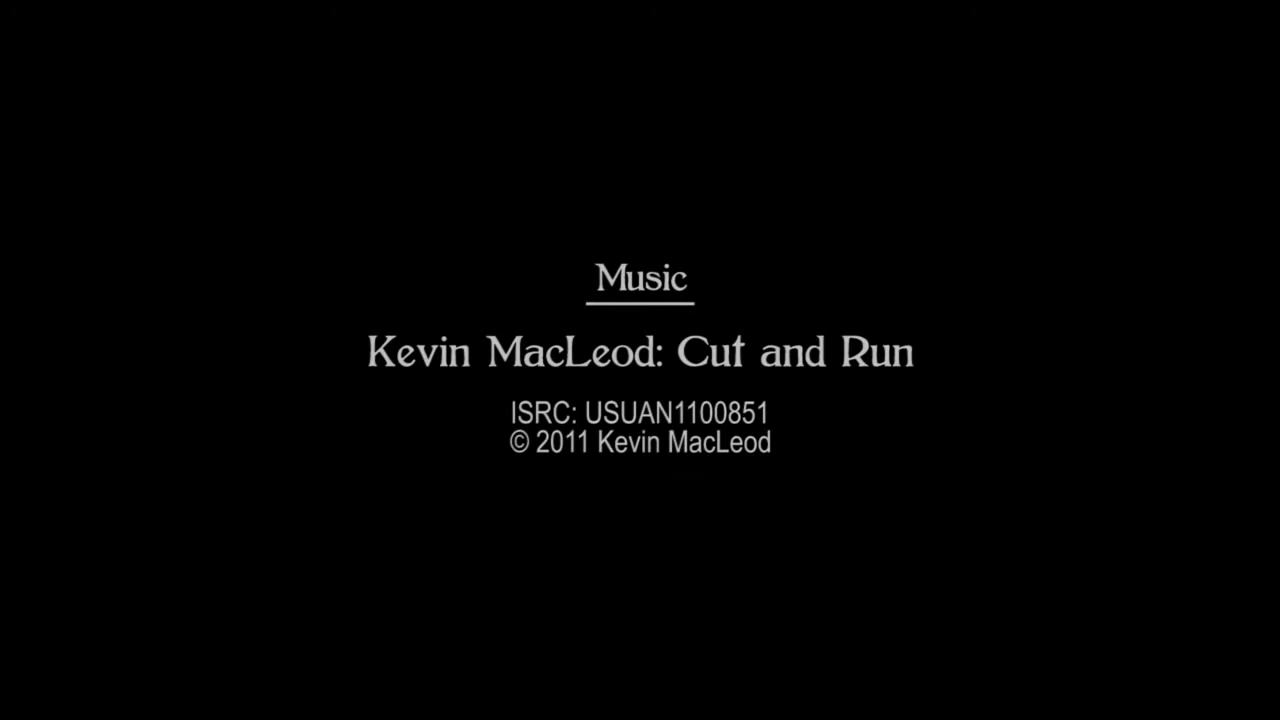 Music
Kevin MacLeod: Cut and Run
ISRC: USUAN1100851
© 2011 Kevin MacLeod